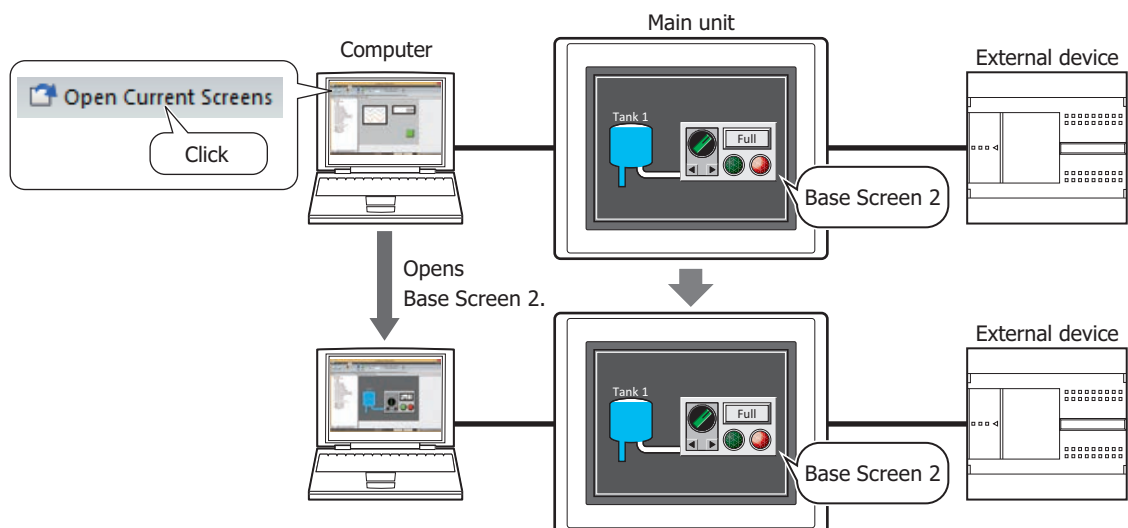 Main unit
Computer
External device
Open Current Screens
Click
Tank 1
Full
Base Screen 2
Opens
Base Screen 2.
External device
Tank 1
Full
Base Screen 2